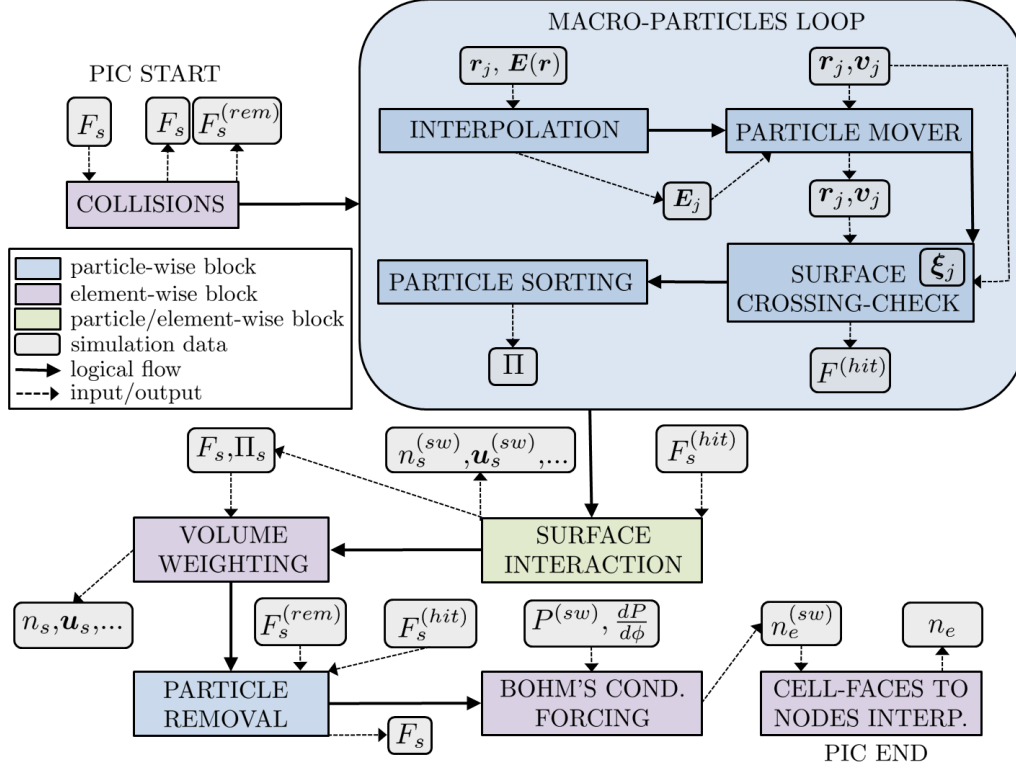 MACRO-PARTICLES LOOP
PIC START
r_j, E(r)
r_j,v_j
F_s
F_s
F_s^(rem)
INTERPOLATION
PARTICLE MOVER
COLLISIONS
E_j
r_j,v_j
particle-wise block
element-wise block
particle/element-wise block
simulation data
logical flow
input/output
PARTICLE SORTING
SURFACE
CROSSING-CHECK
ξ_j
Π
F^(hit)
F_s,Π_s
n_s^(sw),u_s^(sw),...
F_s^(hit)
VOLUME
WEIGHTING
SURFACE
INTERACTION
n_s,u_s,...
F_s^(rem)
F_s^(hit)
P^(sw), dP/dϕ
n_e^(sw)
n_e
PARTICLE
REMOVAL
BOHM'S COND.
FORCING
CELL-FACES TO
NODES INTERP.
F_s
PIC END